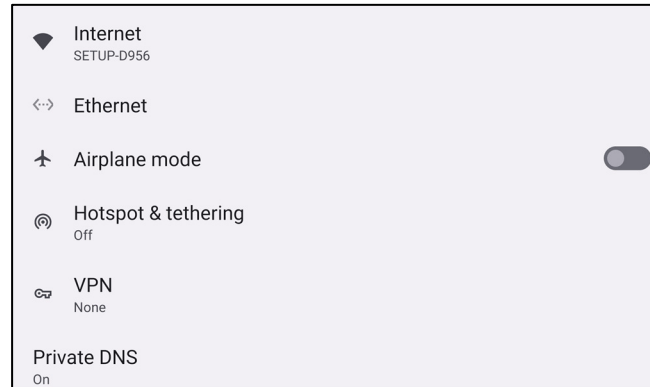 Internet
SETUP-D956
Ethernet
Airplane mode
Hotspot & tethering
Off
VPN
None
Private DNS
On